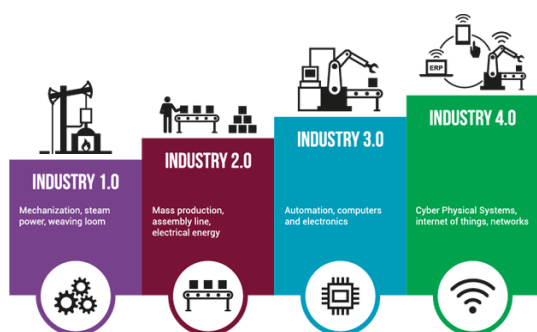 ERP
INDUSTRY 1.0
Mechanization, steam
power, weaving loom
INDUSTRY 2.0
Mass production,
assembly line,
electrical energy
INDUSTRY 3.0
Automation, computers
and electronics
INDUSTRY 4.0
Cyber Physical Systems,
internet of things, networks